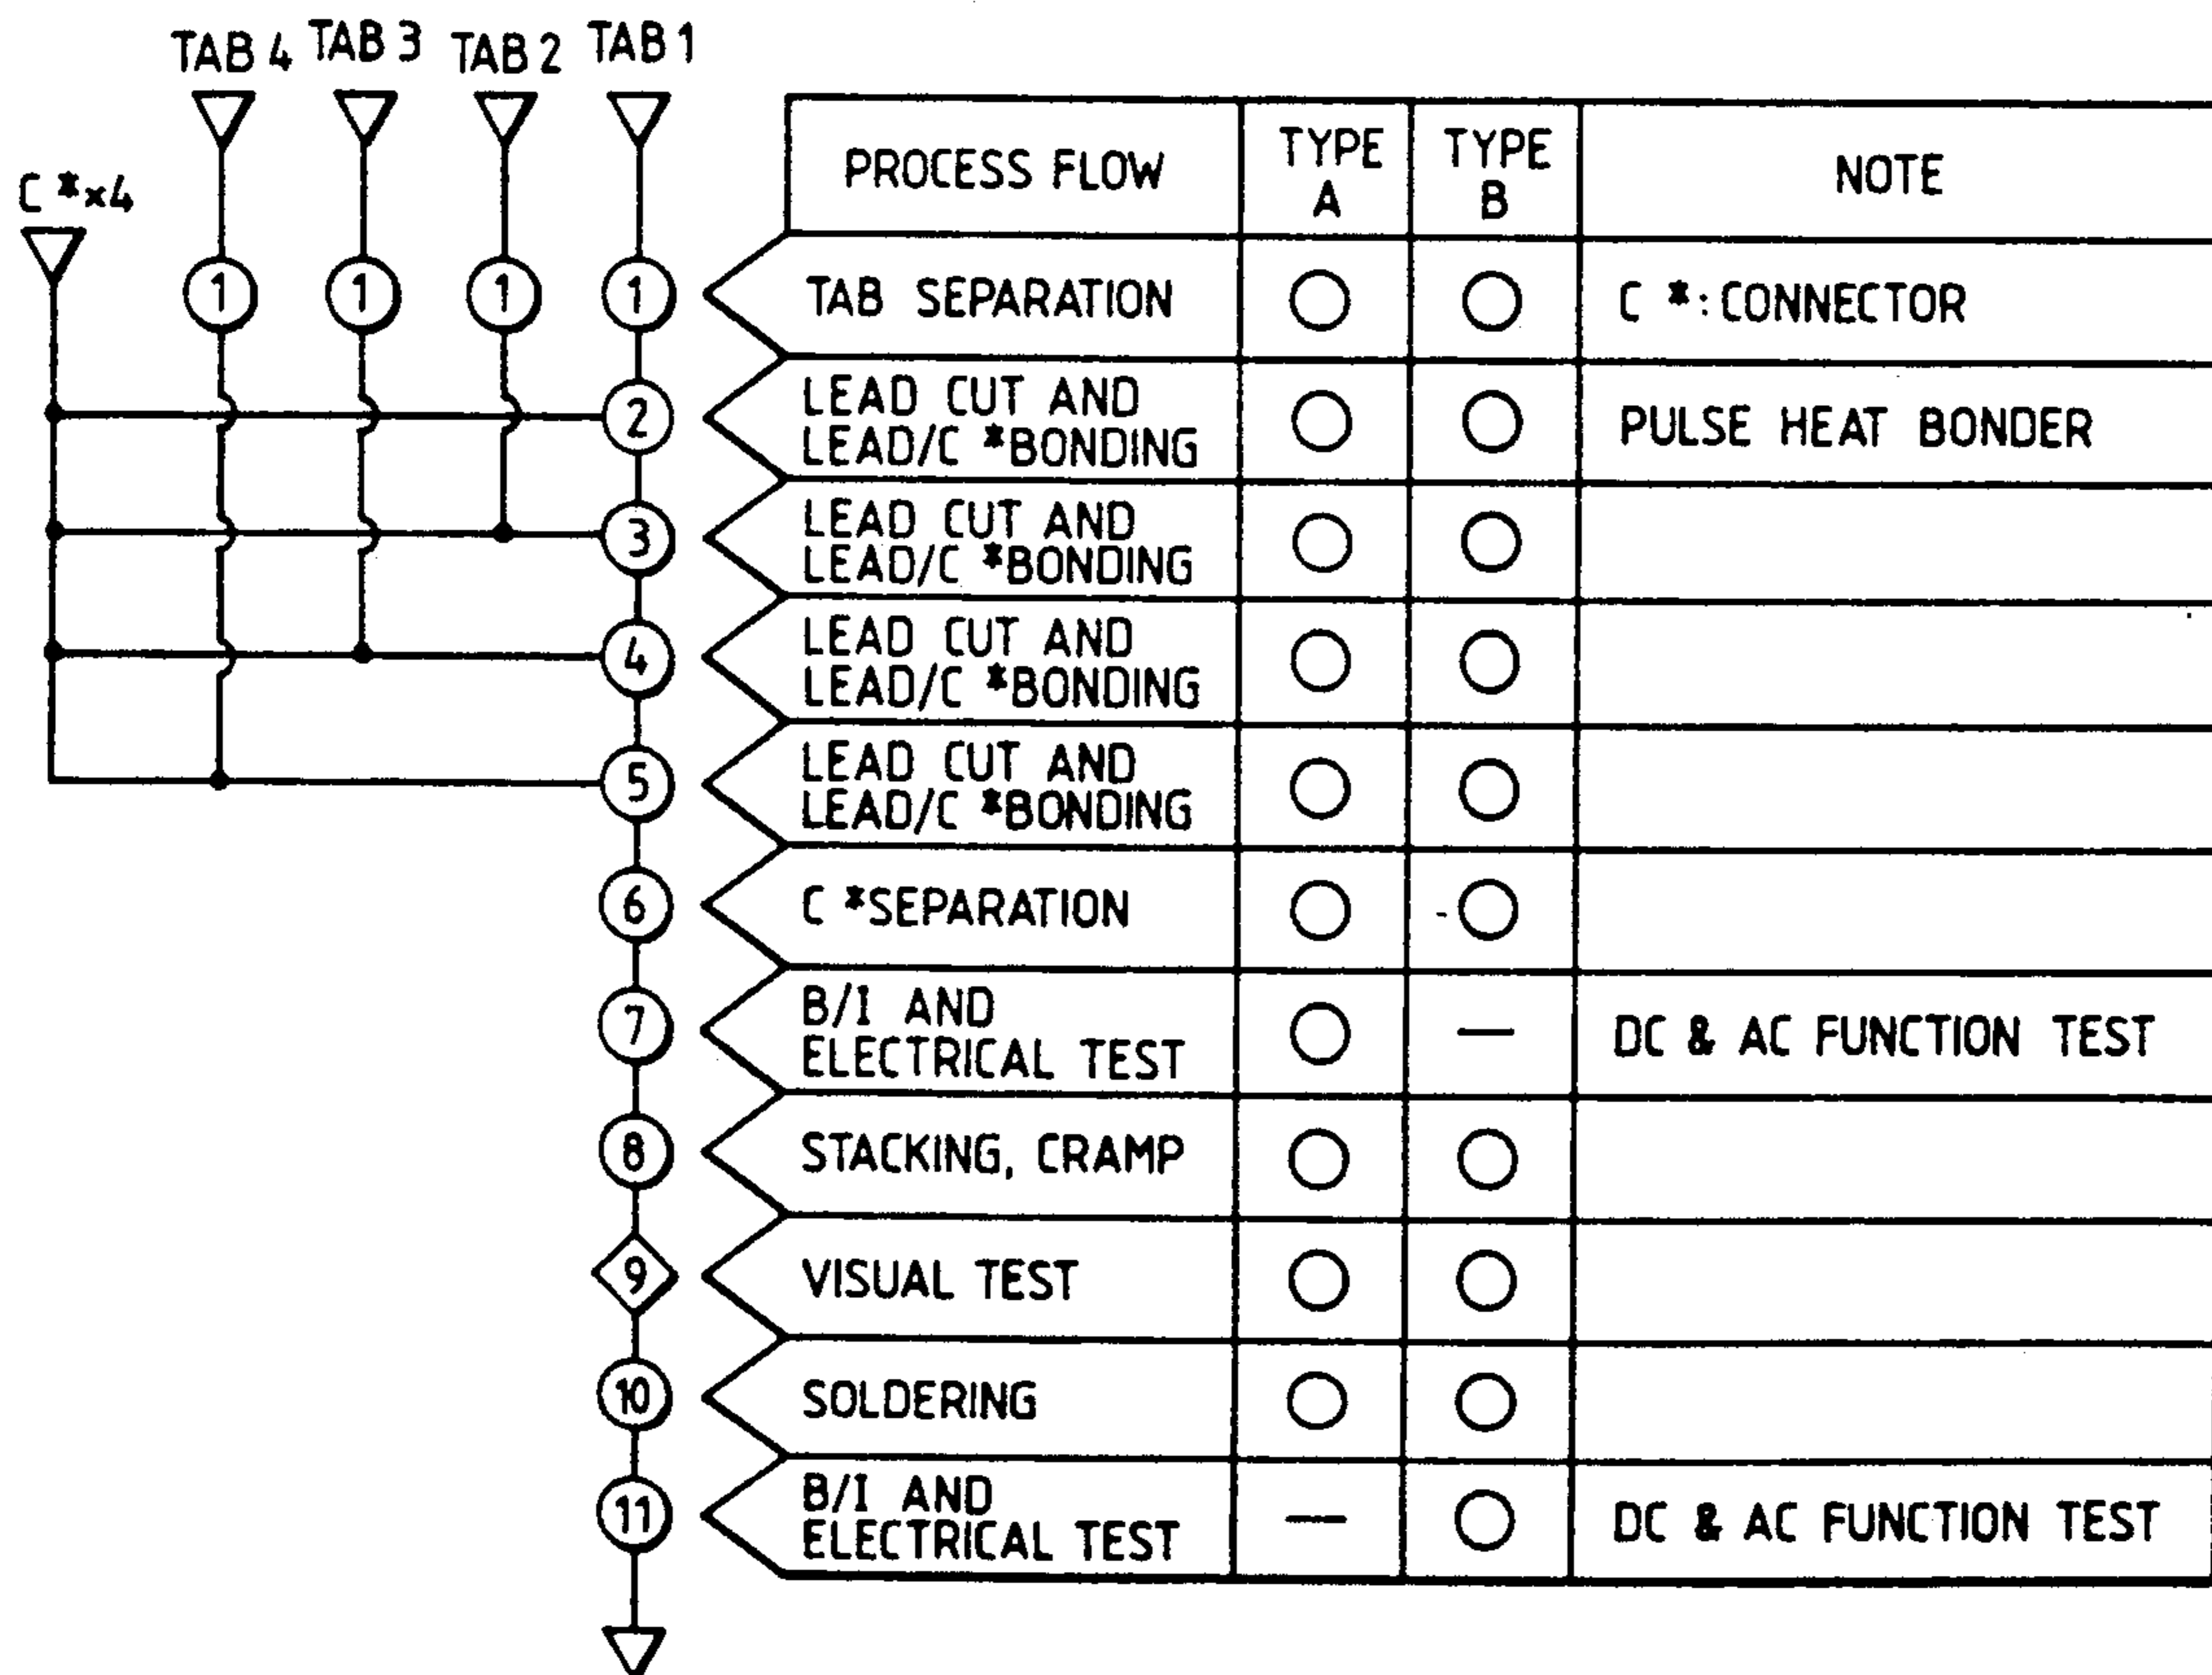 TAB 4 TAB 3 TAB 2 TAB 1
C *x4
PROCESS FLOW
TYPE A
TYPE B
NOTE
1 1 1 1
TAB SEPARATION
C *: CONNECTOR
2
LEAD CUT AND
LEAD/C *BONDING
PULSE HEAT BONDER
3
LEAD CUT AND
LEAD/C *BONDING
4
LEAD CUT AND
LEAD/C *BONDING
5
LEAD CUT AND
LEAD/C *BONDING
6
C *SEPARATION
7
B/I AND
ELECTRICAL TEST
—
DC & AC FUNCTION TEST
8
STACKING, CRAMP
9
VISUAL TEST
10
SOLDERING
11
B/I AND
ELECTRICAL TEST
—
DC & AC FUNCTION TEST